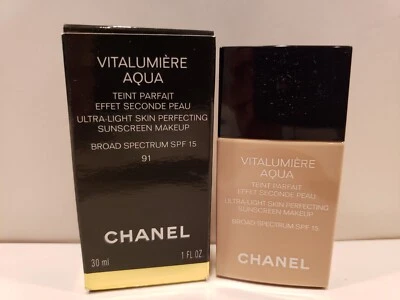 VITALUMIÈRE
AQUA
TEINT PARFAIT
EFFET SECONDE PEAU
ULTRA-LIGHT SKIN PERFECTING
SUNSCREEN MAKEUP
BROAD SPECTRUM SPF 15
91
CHANEL
30 ml 1 FL. OZ.
VITALUMIÈRE
AQUA
TEINT PARFAIT
EFFET SECONDE PEAU
ULTRA-LIGHT SKIN PERFECTING
SUNSCREEN MAKEUP
BROAD SPECTRUM SPF 15
CHANEL